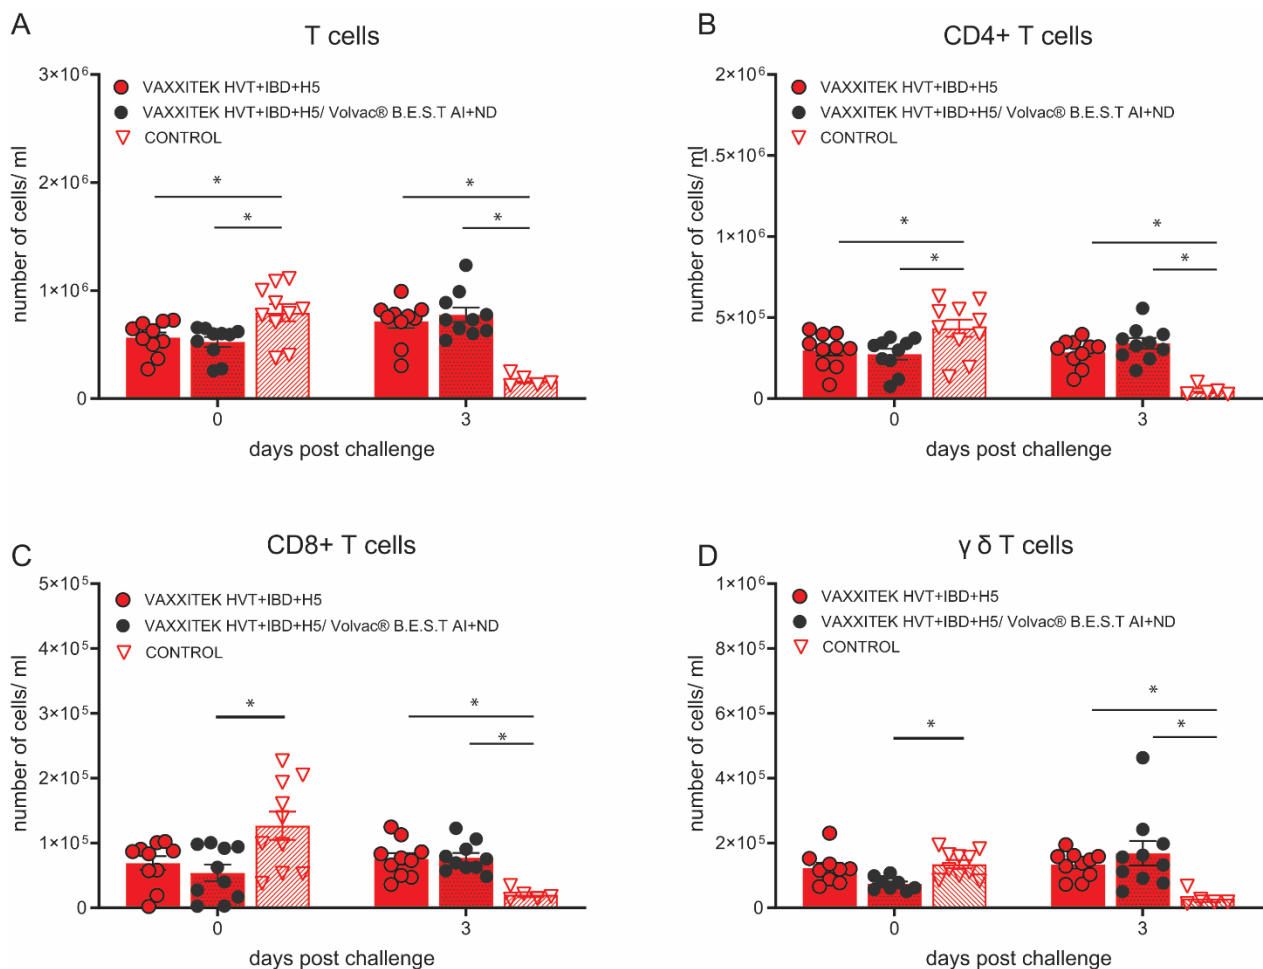 A
T cells
3×10⁶
2×10⁶
1×10⁶
0
number of cells/ ml
VAXXITEK HVT+IBD+H5
VAXXITEK HVT+IBD+H5/ Volvac® B.E.S.T AI+ND
CONTROL
* * * *
0 3
days post challenge
B
CD4+ T cells
2×10⁶
1.5×10⁶
1×10⁶
5×10⁵
0
number of cells/ ml
VAXXITEK HVT+IBD+H5
VAXXITEK HVT+IBD+H5/ Volvac® B.E.S.T AI+ND
CONTROL
* * * *
0 3
days post challenge
C
CD8+ T cells
5×10⁵
4×10⁵
3×10⁵
2×10⁵
1×10⁵
0
number of cells/ ml
VAXXITEK HVT+IBD+H5
VAXXITEK HVT+IBD+H5/ Volvac® B.E.S.T AI+ND
CONTROL
* * *
0 3
days post challenge
D
γ δ T cells
1×10⁶
8×10⁵
6×10⁵
4×10⁵
2×10⁵
0
number of cells/ ml
VAXXITEK HVT+IBD+H5
VAXXITEK HVT+IBD+H5/ Volvac® B.E.S.T AI+ND
CONTROL
* * *
0 3
days post challenge